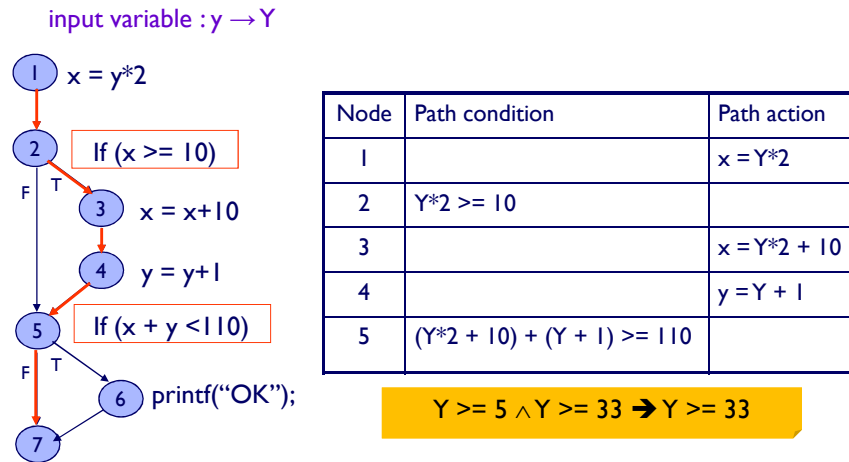 input variable : y → Y
1 x = y*2
2 If (x >= 10)
F T
3 x = x+10
4 y = y+1
5 If (x + y <110)
F T
6 printf(“OK”);
7
Node Path condition Path action
1 x = Y*2
2 Y*2 >= 10
3 x = Y*2 + 10
4 y = Y + 1
5 (Y*2 + 10) + (Y + 1) >= 110
Y >= 5 ∧ Y >= 33 ➔ Y >= 33